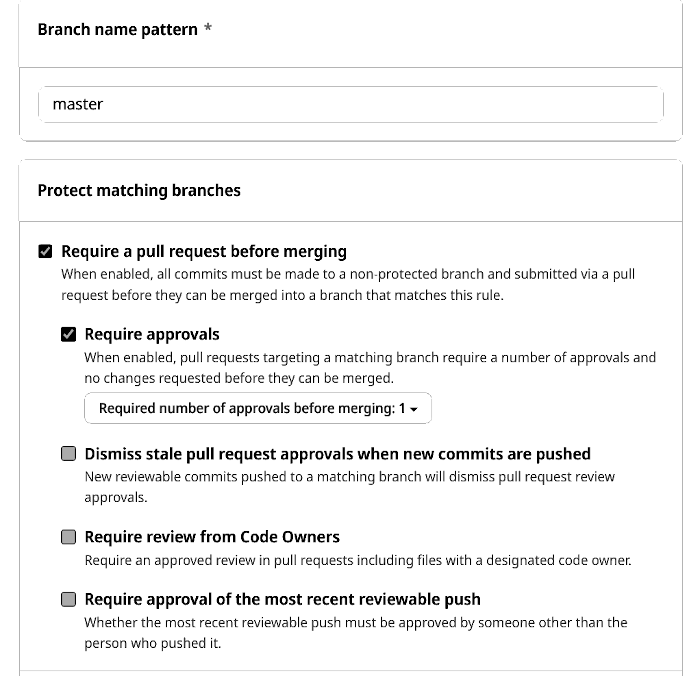 Branch name pattern *
master
Protect matching branches
Require a pull request before merging
When enabled, all commits must be made to a non-protected branch and submitted via a pull
request before they can be merged into a branch that matches this rule.
Require approvals
When enabled, pull requests targeting a matching branch require a number of approvals and
no changes requested before they can be merged.
Required number of approvals before merging: 1
Dismiss stale pull request approvals when new commits are pushed
New reviewable commits pushed to a matching branch will dismiss pull request review
approvals.
Require review from Code Owners
Require an approved review in pull requests including files with a designated code owner.
Require approval of the most recent reviewable push
Whether the most recent reviewable push must be approved by someone other than the
person who pushed it.